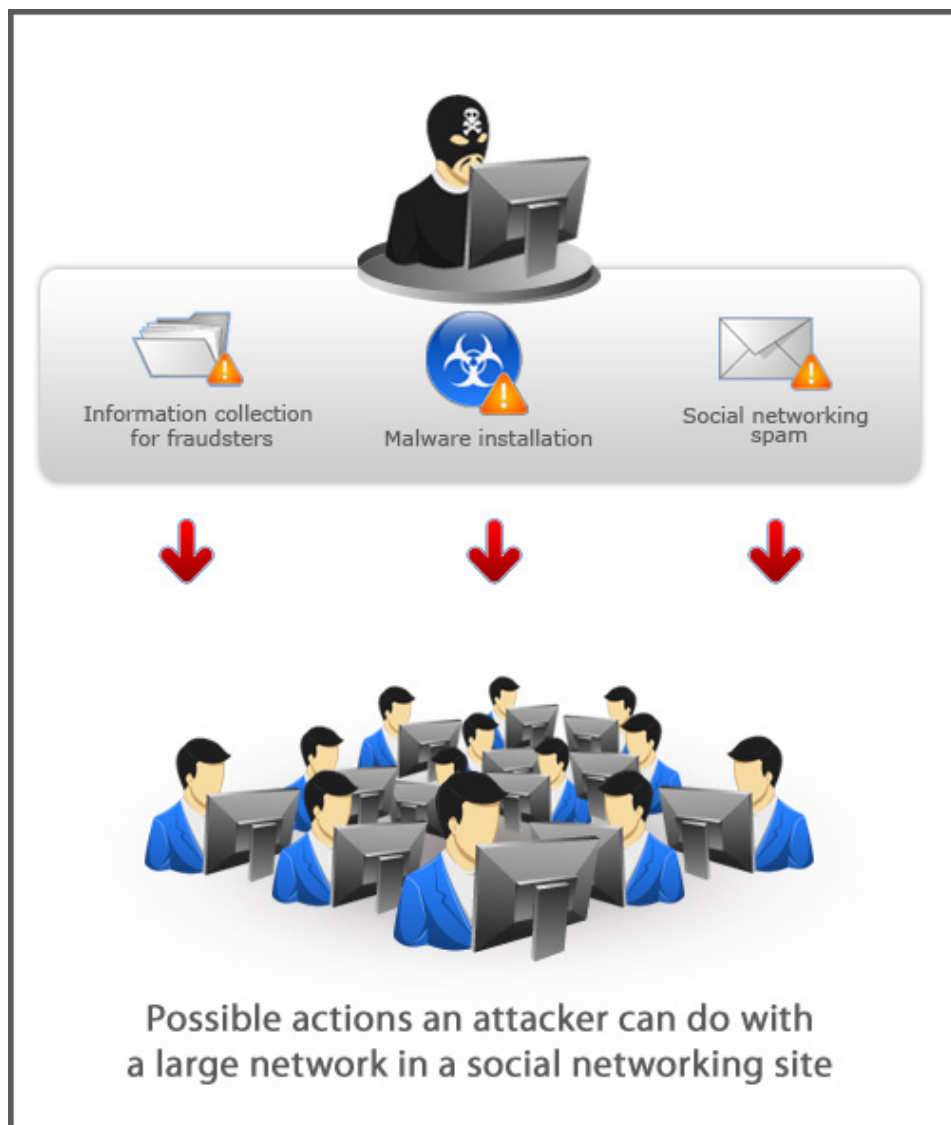 Information collection
for fraudsters
Malware installation
Social networking
spam
Possible actions an attacker can do with
a large network in a social networking site